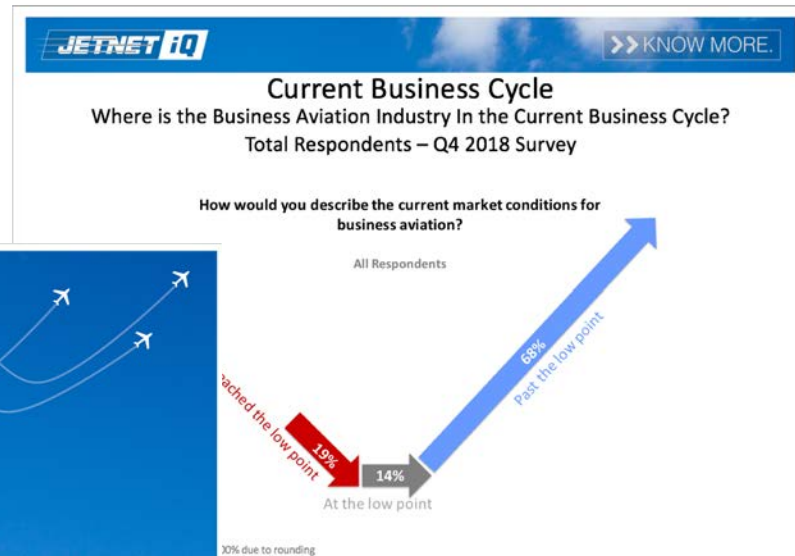 JETNET iQ
>> KNOW MORE.
Current Business Cycle
Where is the Business Aviation Industry In the Current Business Cycle?
Total Respondents – Q4 2018 Survey
How would you describe the current market conditions for
business aviation?
All Respondents
the low point
19%
14%
At the low point
68%
Past the low point
due to rounding